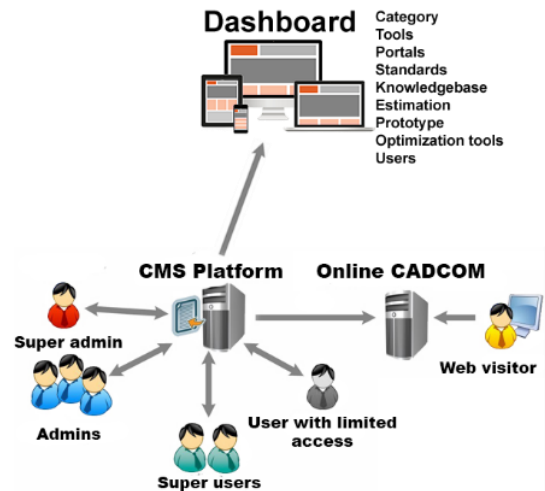 Dashboard
Category
Tools
Portals
Standards
Knowledgebase
Estimation
Prototype
Optimization tools
Users
CMS Platform
Online CADCOM
Super admin
Web visitor
Admins
User with limited
access
Super users